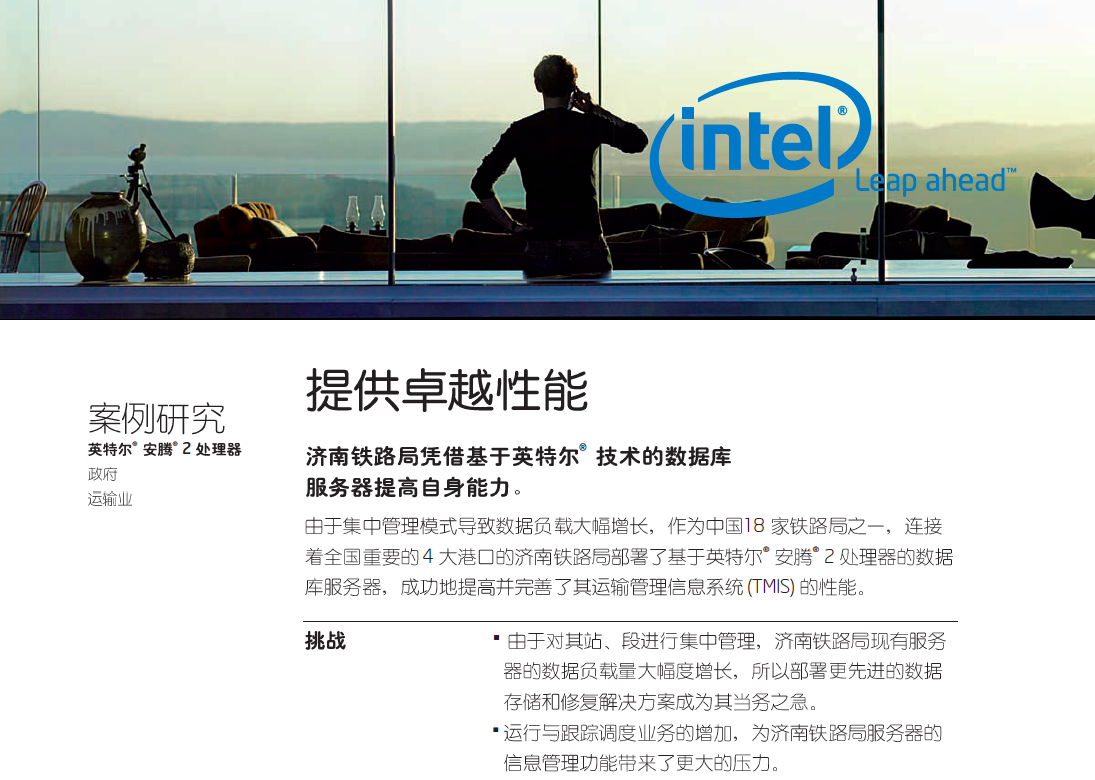 intel®
Leap ahead™
案例研究
英特尔® 安腾® 2 处理器
政府
运输业
提供卓越性能
济南铁路局凭借基于英特尔® 技术的数据库
服务器提高自身能力。
由于集中管理模式导致数据负载大幅增长，作为中国18 家铁路局之一，连接
着全国重要的 4 大港口的济南铁路局部署了基于英特尔® 安腾® 2 处理器的数据
库服务器，成功地提高并完善了其运输管理信息系统 (TMIS) 的性能。
挑战
▪ 由于对其站、段进行集中管理，济南铁路局现有服务
器的数据负载量大幅度增长，所以部署更先进的数据
存储和修复解决方案成为其当务之急。
▪ 运行与跟踪调度业务的增加，为济南铁路局服务器的
信息管理功能带来了更大的压力。